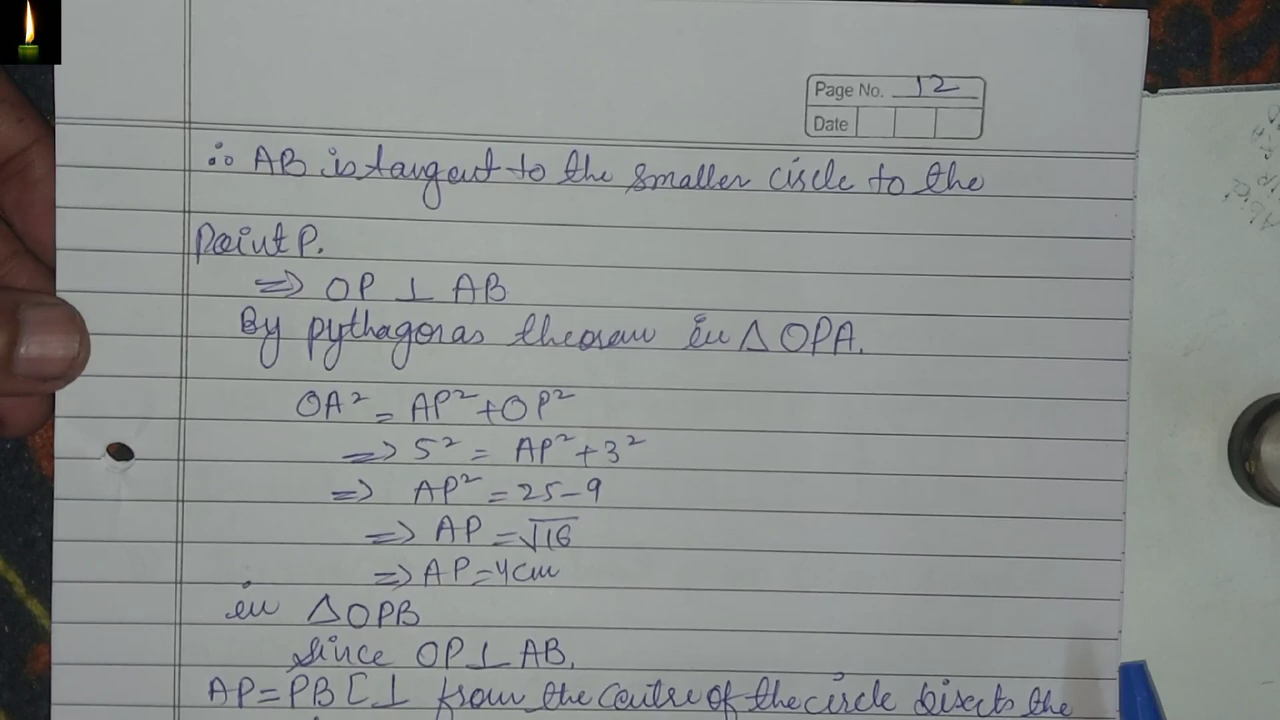 Page No. 12
Date
∴ AB is tangent to the smaller circle to the
Point P.
⇒ OP ⊥ AB
By pythagoras theorem in △ OPA.
OA² = AP² + OP²
⇒ 5² = AP² + 3²
⇒ AP² = 25 - 9
⇒ AP = √16
⇒ AP = 4cm
in △OPB
Since OP ⊥ AB,
AP = PB [⊥ from the centre of the circle bisects the